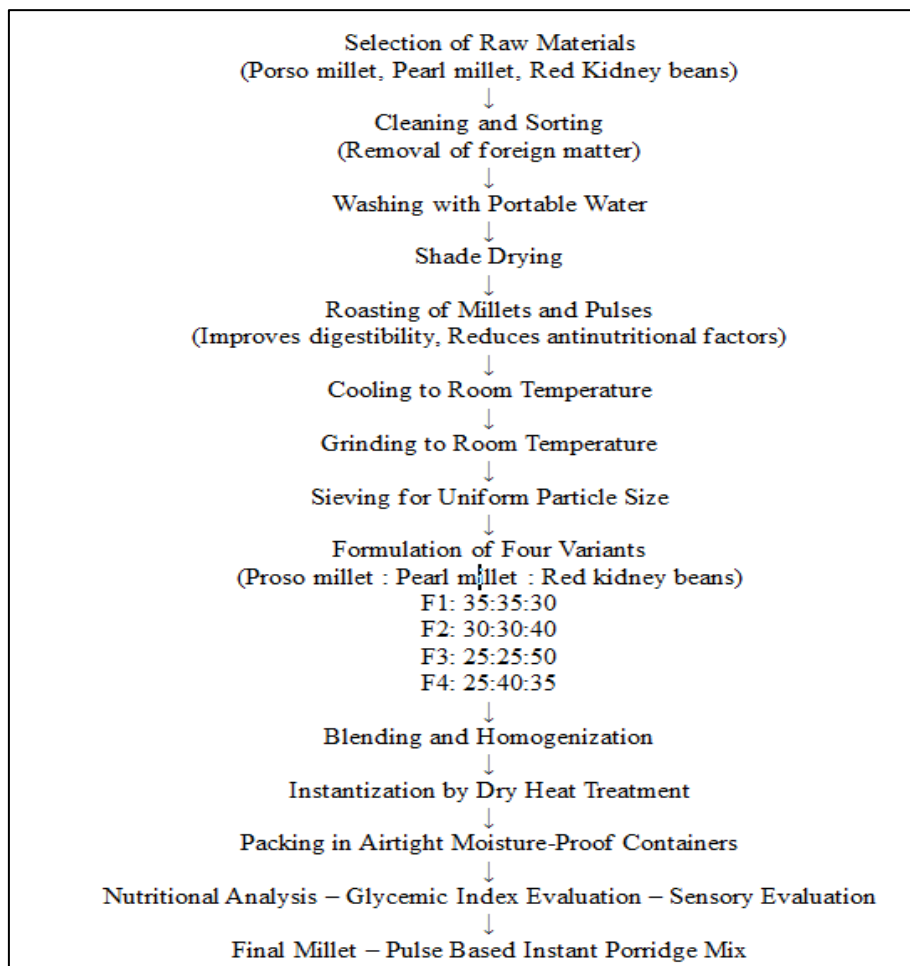 Selection of Raw Materials
(Porso millet, Pearl millet, Red Kidney beans)
↓
Cleaning and Sorting
(Removal of foreign matter)
↓
Washing with Portable Water
↓
Shade Drying
↓
Roasting of Millets and Pulses
(Improves digestibility, Reduces antinutritional factors)
↓
Cooling to Room Temperature
↓
Grinding to Room Temperature
↓
Sieving for Uniform Particle Size
↓
Formulation of Four Variants
(Proso millet : Pearl millet : Red kidney beans)
F1: 35:35:30
F2: 30:30:40
F3: 25:25:50
F4: 25:40:35
↓
Blending and Homogenization
↓
Instantization by Dry Heat Treatment
↓
Packing in Airtight Moisture-Proof Containers
↓
Nutritional Analysis – Glycemic Index Evaluation – Sensory Evaluation
↓
Final Millet – Pulse Based Instant Porridge Mix